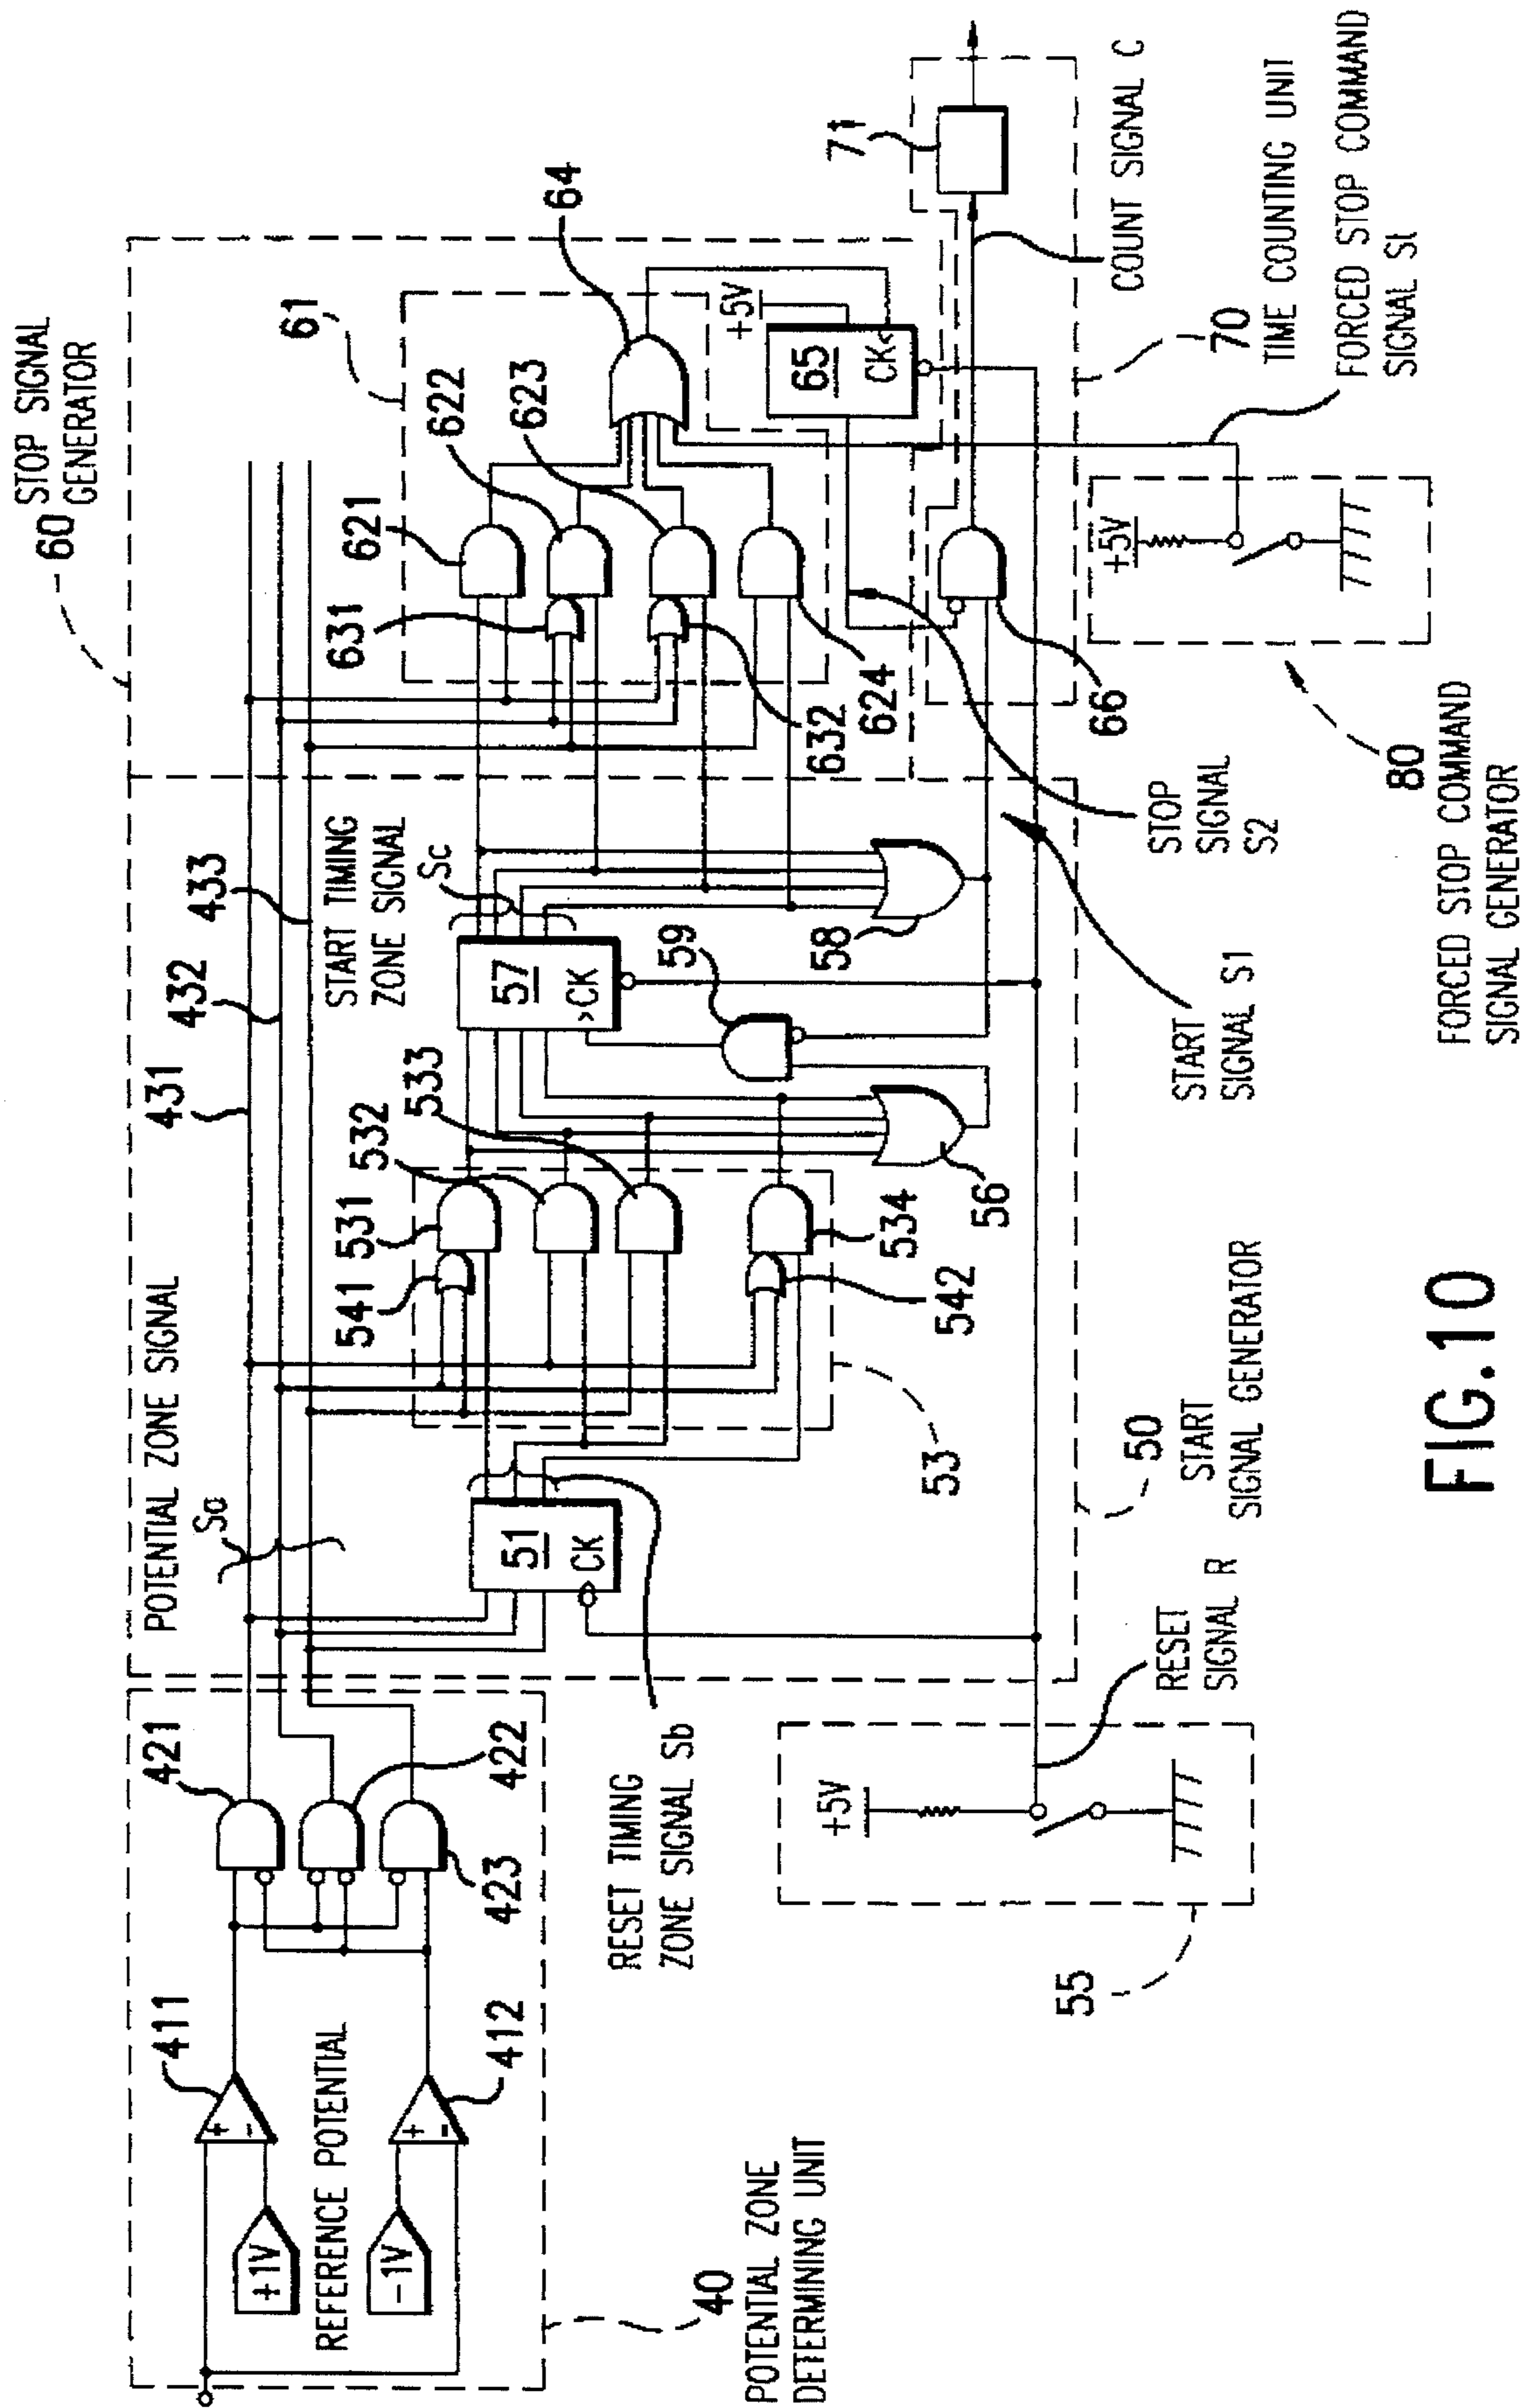 STOP SIGNAL
60 GENERATOR
61
64
622
623
621
631
632
624
+5V
65
CK
71
COUNT SIGNAL C
70
TIME COUNTING UNIT
FORCED STOP COMMAND
SIGNAL St
66
+5V
80
FORCED STOP COMMAND
SIGNAL GENERATOR
STOP
SIGNAL
S2
START
SIGNAL S1
POTENTIAL ZONE SIGNAL
Sa
431
432
433
START TIMING
ZONE SIGNAL
Sc
57
CK
59
58
56
531
532
533
534
541
542
53
51
CK
50
START
SIGNAL GENERATOR
RESET
SIGNAL R
RESET TIMING
ZONE SIGNAL Sb
+5V
55
421
422
423
411
412
+
-
+
-
+1V
REFERENCE POTENTIAL
-1V
40
POTENTIAL ZONE
DETERMINING UNIT
FIG.10